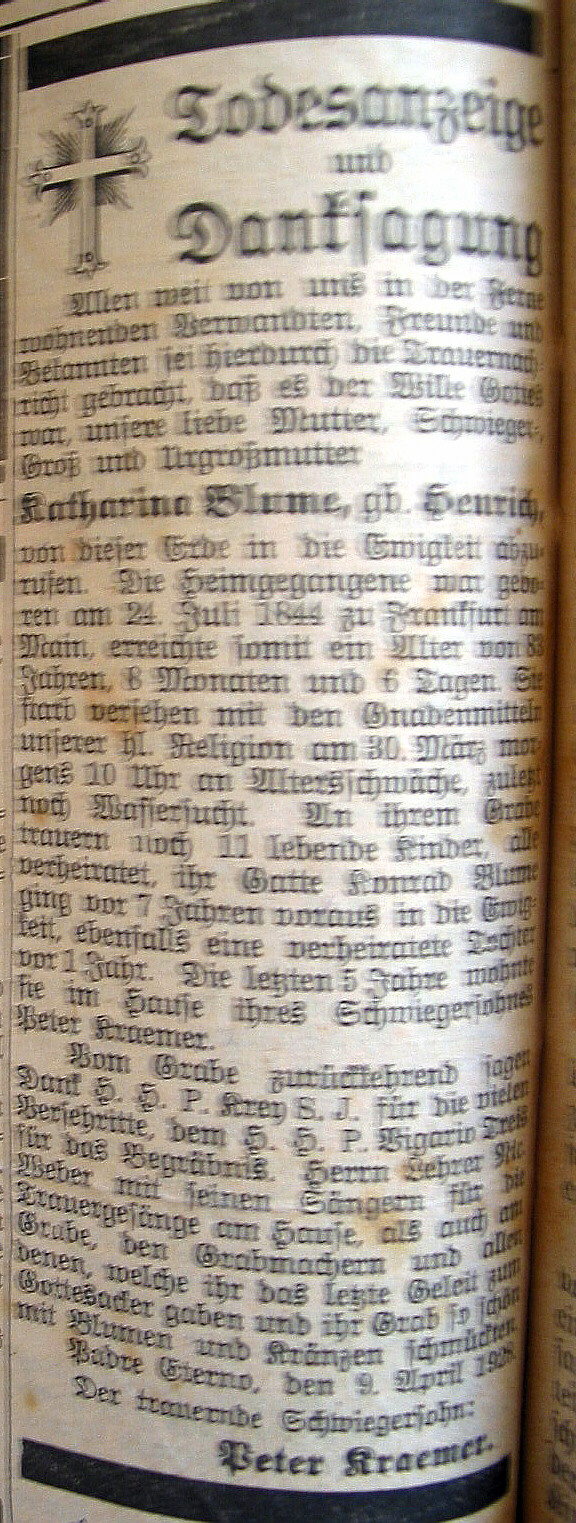 Todesanzeige
und
Danksagung
Allen weit von uns in der Ferne
wohnenden Verwandten, Freunde und
Bekannten sei hierdurch die Trauernach-
richt gebracht, daß es der Wille Gottes
war, unsere liebe Mutter, Schwieger-,
Groß und Urgroßmutter
Katharina Blume, gb. Henrich,
von dieser Erde in die Ewigkeit abzu-
rufen. Die Heimgegangene war gebo-
ren am 24. Juli 1844 zu Frankfurt am
Main, erreichte somit ein Alter von 83
Jahren, 8 Monaten und 6 Tagen. Sie
starb versehen mit den Gnadenmitteln
unserer hl. Religion am 30. März mor-
gens 10 Uhr an Altersschwäche, zuletzt
noch Wassersucht. An ihrem Grabe
trauern noch 11 lebende Kinder, alle
verheiratet, ihr Gatte Konrad Blume
ging vor 7 Jahren voraus in die Ewig-
keit, ebenfalls eine verheiratete Tochter
vor 1 Jahr. Die letzten 5 Jahre wohnte
sie im Hause ihres Schwiegersohnes
Peter Kraemer.
Vom Grabe zurückkehrend sagen
Dank H. H. P. Krey S. J. für die vielen
Versehritte, dem H. H. P. Vigario Treis
für das Begräbnis. Herrn Lehrer Nic.
Weber mit seinen Sängern für die
Trauergesänge am Hause, als auch am
Grabe, den Grabmachern und allen
denen, welche ihr das letzte Geleit zum
Gottesacker gaben und ihr Grab so schön
mit Blumen und Kränzen schmückten.
Padre Eterno, den 9. April 1928.
Der trauernde Schwiegersohn:
Peter Kraemer.